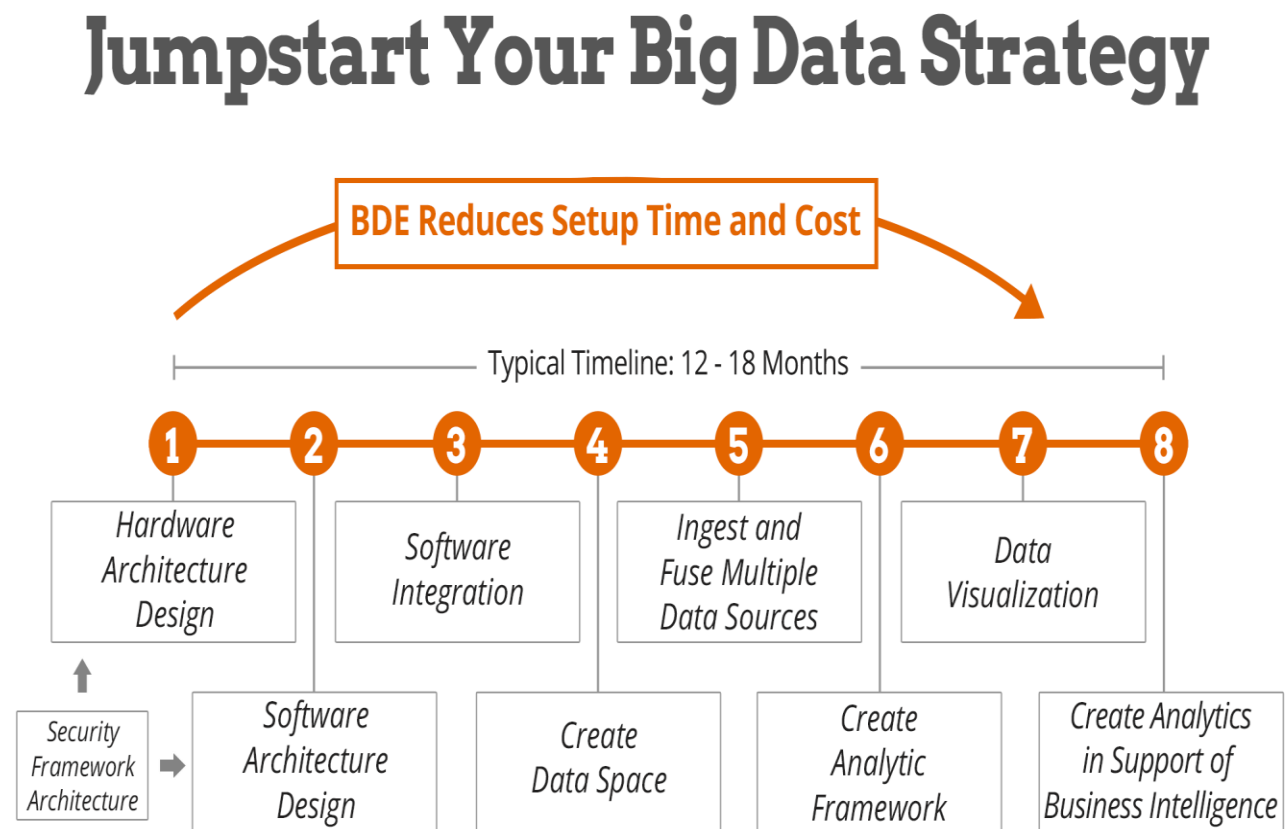 Jumpstart Your Big Data Strategy
BDE Reduces Setup Time and Cost
Typical Timeline: 12 - 18 Months
1 2 3 4 5 6 7 8
Hardware
Architecture
Design
Software
Integration
Ingest and
Fuse Multiple
Data Sources
Data
Visualization
Security
Framework
Architecture
Software
Architecture
Design
Create
Data Space
Create
Analytic
Framework
Create Analytics
in Support of
Business Intelligence